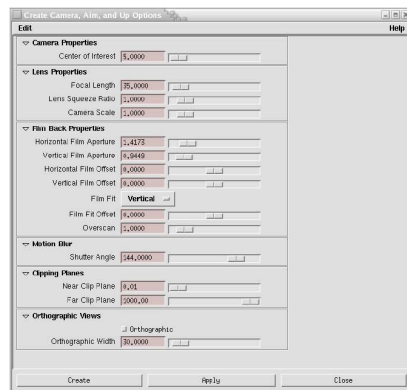 Create Camera, Aim, and Up Options
Edit Help
Camera Properties
Center of Interest 5.0000
Lens Properties
Focal Length 35.0000
Lens Squeeze Ratio 1.0000
Camera Scale 1.0000
Film Back Properties
Horizontal Film Aperture 1.4173
Vertical Film Aperture 0.9449
Horizontal Film Offset 0.0000
Vertical Film Offset 0.0000
Film Fit Vertical
Film Fit Offset 0.0000
Overscan 1.0000
Motion Blur
Shutter Angle 144.0000
Clipping Planes
Near Clip Plane 0.01
Far Clip Plane 1000.00
Orthographic Views
Orthographic
Orthographic Width 30.0000
Create Apply Close